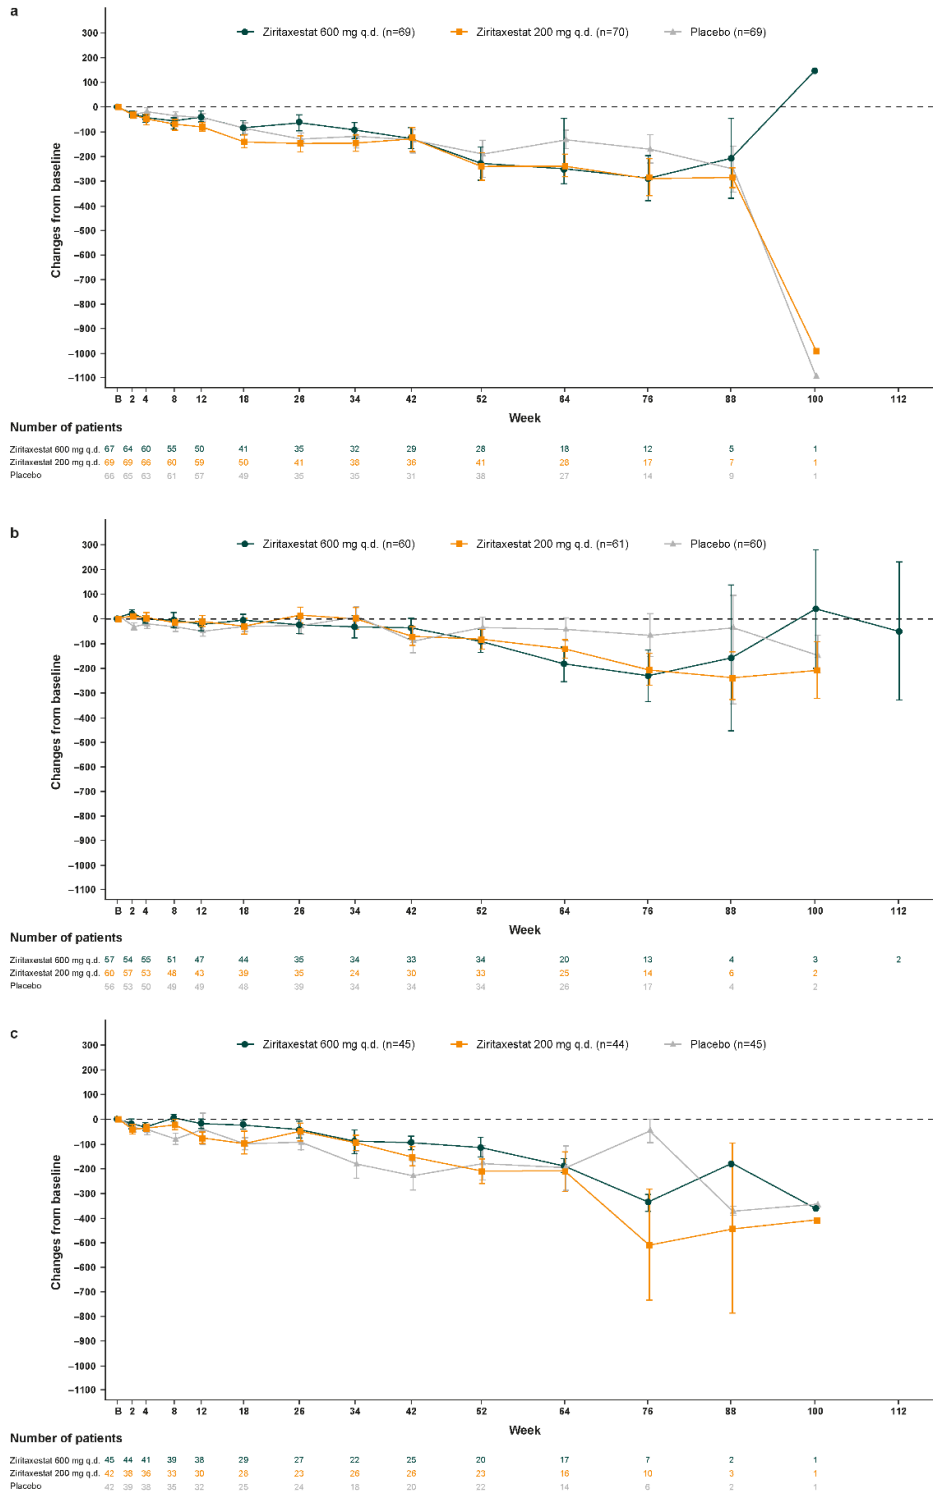 a
Ziritaxestat 600 mg q.d. (n=69) Ziritaxestat 200 mg q.d. (n=70) Placebo (n=69)
300
200
100
0
−100
−200
−300
−400
−500
−600
−700
−800
−900
−1000
−1100
Changes from baseline
B 2 4 8 12 18 26 34 42 52 64 76 88 100 112
Week
Number of patients
Ziritaxestat 600 mg q.d. 67 64 60 55 50 41 35 32 29 28 18 12 5 1
Ziritaxestat 200 mg q.d. 69 69 66 60 59 50 41 38 36 41 28 17 7 1
Placebo 66 65 63 61 57 49 35 35 31 38 27 14 9 1
b
Ziritaxestat 600 mg q.d. (n=60) Ziritaxestat 200 mg q.d. (n=61) Placebo (n=60)
300
200
100
0
−100
−200
−300
−400
−500
−600
−700
−800
−900
−1000
−1100
Changes from baseline
B 2 4 8 12 18 26 34 42 52 64 76 88 100 112
Week
Number of patients
Ziritaxestat 600 mg q.d. 57 54 55 51 47 44 35 34 33 34 20 13 4 3 2
Ziritaxestat 200 mg q.d. 60 57 53 48 43 39 35 24 30 33 25 14 6 2
Placebo 56 53 50 49 49 48 39 34 34 34 26 17 4 2
c
Ziritaxestat 600 mg q.d. (n=45) Ziritaxestat 200 mg q.d. (n=44) Placebo (n=45)
300
200
100
0
−100
−200
−300
−400
−500
−600
−700
−800
−900
−1000
−1100
Changes from baseline
B 2 4 8 12 18 26 34 42 52 64 76 88 100 112
Week
Number of patients
Ziritaxestat 600 mg q.d. 45 44 41 39 38 29 27 22 25 20 17 7 2 1
Ziritaxestat 200 mg q.d. 42 38 36 33 30 28 23 26 26 23 16 10 3 1
Placebo 42 39 38 35 32 25 24 18 20 22 14 6 2 1